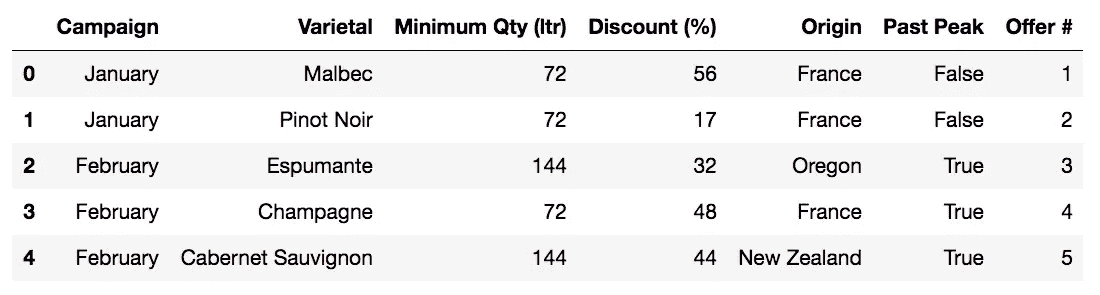 Campaign Varietal Minimum Qty (ltr) Discount (%) Origin Past Peak Offer #
0 January Malbec 72 56 France False 1
1 January Pinot Noir 72 17 France False 2
2 February Espumante 144 32 Oregon True 3
3 February Champagne 72 48 France True 4
4 February Cabernet Sauvignon 144 44 New Zealand True 5